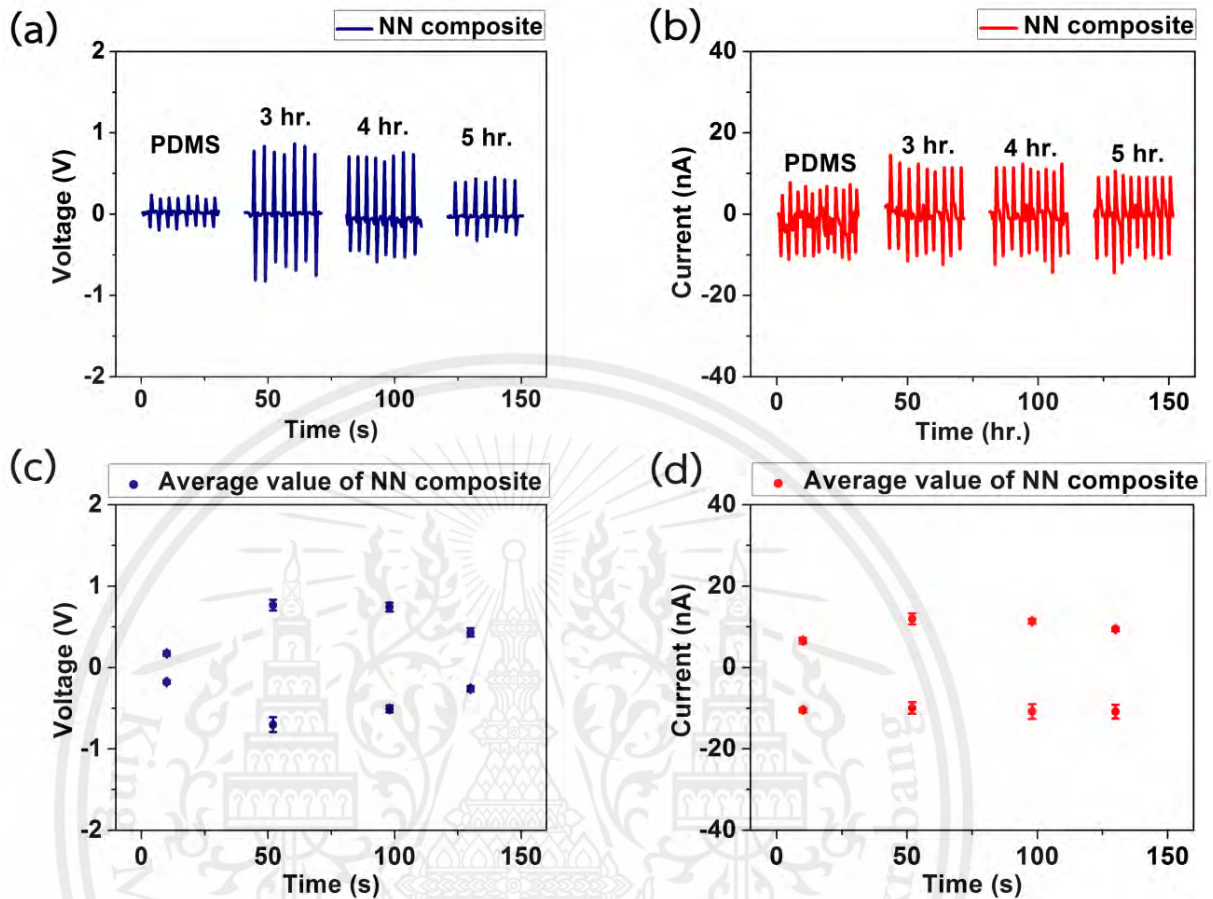 (a)
NN composite
2
1
0
-1
-2
Voltage (V)
PDMS
3 hr.
4 hr.
5 hr.
0
50
100
150
Time (s)
(b)
NN composite
40
20
0
-20
-40
Current (nA)
PDMS
3 hr.
4 hr.
5 hr.
0
50
100
150
Time (hr.)
(c)
Average value of NN composite
2
1
0
-1
-2
Voltage (V)
0
50
100
150
Time (s)
(d)
Average value of NN composite
40
20
0
-20
-40
Current (nA)
0
50
100
150
Time (s)